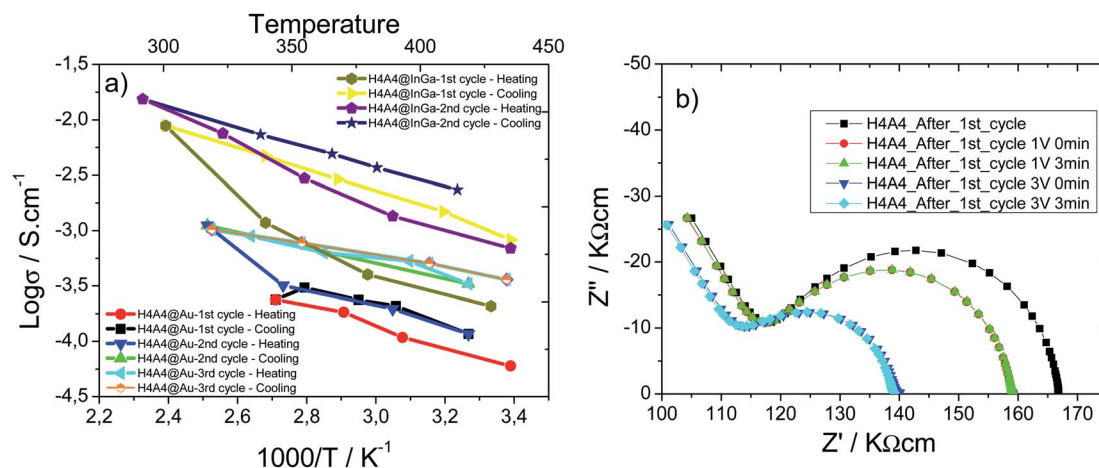 Temperature
300 350 400 450
a)
-1,5
-2,0
-2,5
-3,0
-3,5
-4,0
-4,5
Logσ / S.cm⁻¹
H4A4@InGa-1st cycle - Heating
H4A4@InGa-1st cycle - Cooling
H4A4@InGa-2nd cycle - Heating
H4A4@InGa-2nd cycle - Cooling
H4A4@Au-1st cycle - Heating
H4A4@Au-1st cycle - Cooling
H4A4@Au-2nd cycle - Heating
H4A4@Au-2nd cycle - Cooling
H4A4@Au-3rd cycle - Heating
H4A4@Au-3rd cycle - Cooling
2,2 2,4 2,6 2,8 3,0 3,2 3,4
1000/T / K⁻¹
b)
-50
-40
-30
-20
-10
0
Z" / KΩcm
H4A4_After_1st_cycle
H4A4_After_1st_cycle 1V 0min
H4A4_After_1st_cycle 1V 3min
H4A4_After_1st_cycle 3V 0min
H4A4_After_1st_cycle 3V 3min
100 110 120 130 140 150 160 170
Z' / KΩcm